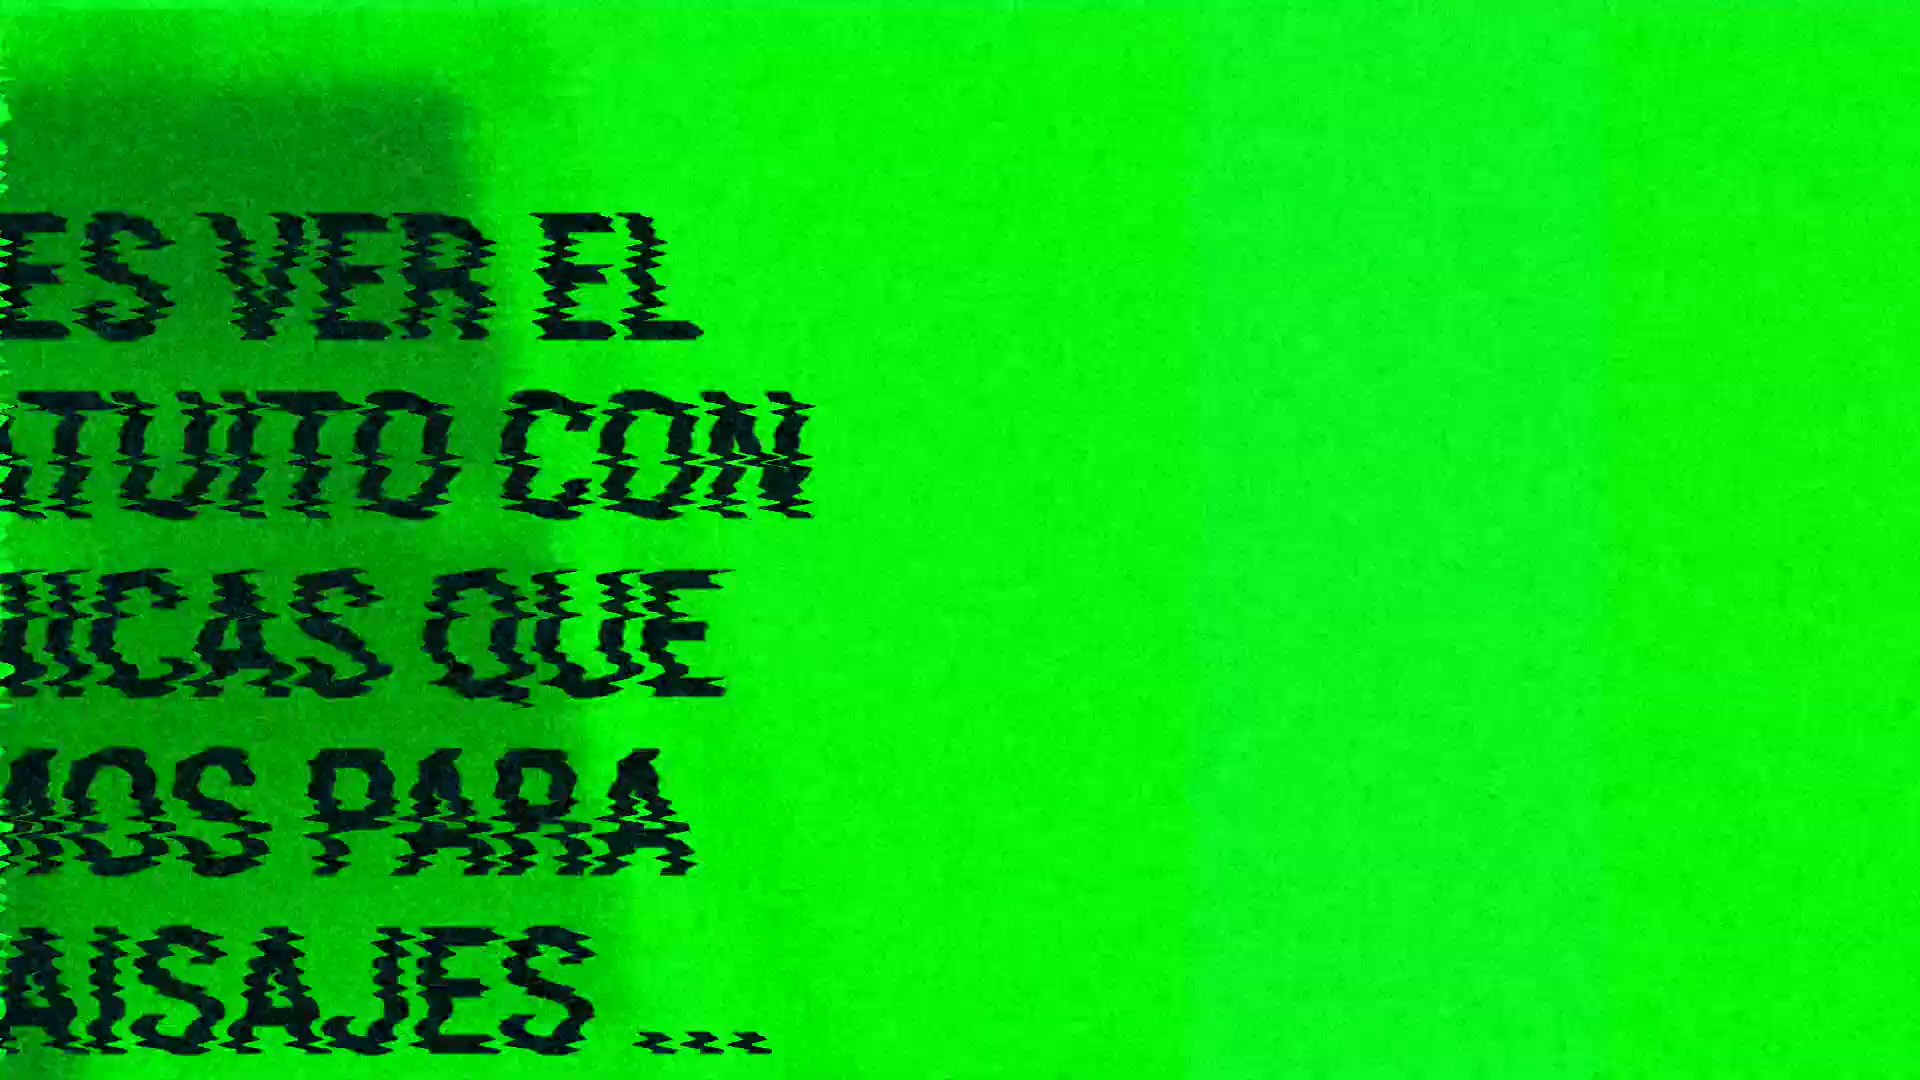 ES VER EL
TUITO CON
ICAS QUE
MOS PARA
AISAJES ...